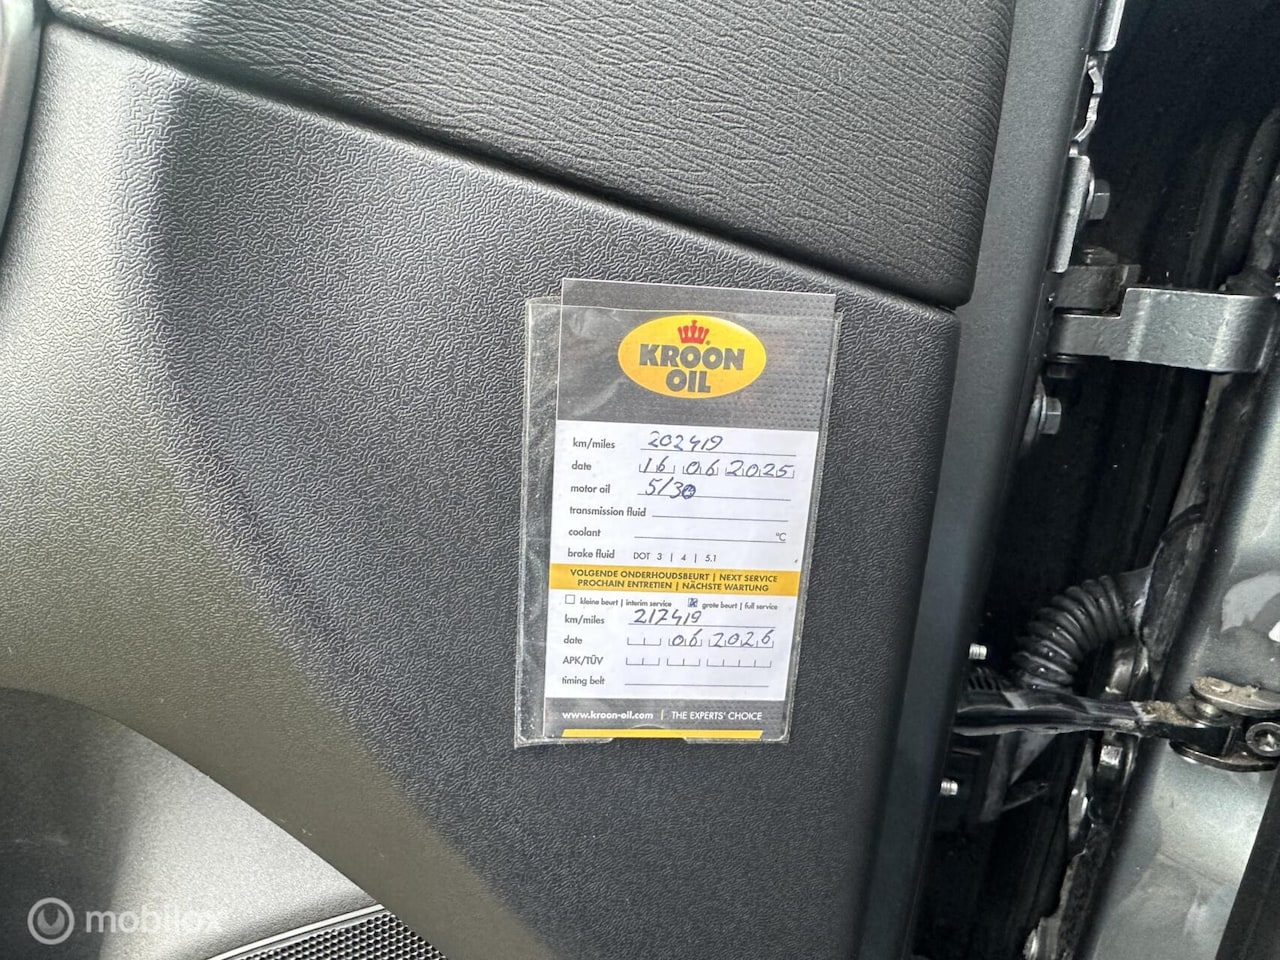 KROON
OIL
km/miles 202419
date 16 06 2025
motor oil 5/30
transmission fluid
coolant °C
brake fluid DOT 3 | 4 | 5.1
VOLGENDE ONDERHOUDSBEURT | NEXT SERVICE
PROCHAIN ENTRETIEN | NÄCHSTE WARTUNG
kleine beurt | interim service grote beurt | full service
km/miles 217419
date 06 2026
APK/TÜV
timing belt
www.kroon-oil.com | THE EXPERTS' CHOICE
mobilox